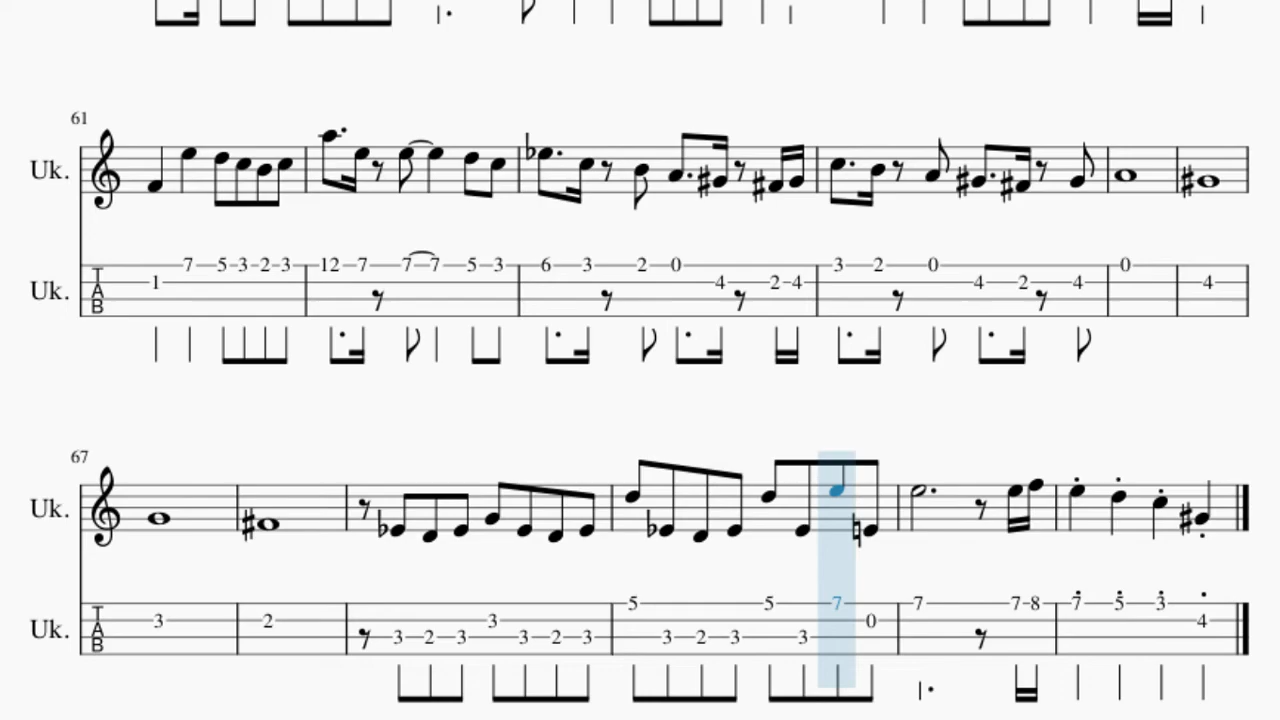 61
Uk.
7 5 3 2 3 12 7 7 7 5 3 6 3 2 0 3 2 0 0
Uk. 1 4 2 4 4 2 4 4
67
Uk.
5 5 7 7 7 8 7 5 3
3 2 3 0 4
Uk. 3 2 3 3 2 3 3 2 3 3